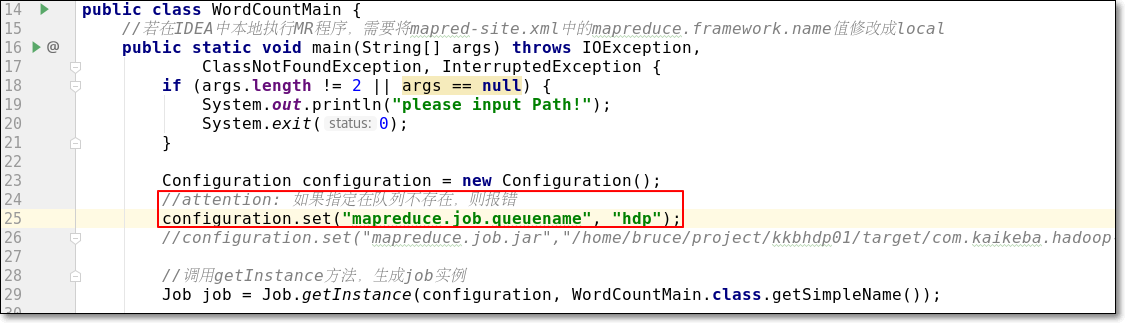 14 public class WordCountMain {
15 //若在IDEA中本地执行MR程序，需要将mapred-site.xml中的mapreduce.framework.name值修改成local
16 @ public static void main(String[] args) throws IOException,
17 ClassNotFoundException, InterruptedException {
18 if (args.length != 2 || args == null) {
19 System.out.println("please input Path!");
20 System.exit( status: 0);
21 }
22
23 Configuration configuration = new Configuration();
24 //attention: 如果指定在队列不存在，则报错
25 configuration.set("mapreduce.job.queuename", "hdp");
26 //configuration.set("mapreduce.job.jar","/home/bruce/project/kkbhdp01/target/com.kaikeba.hadoop-
27
28 //调用getInstance方法，生成job实例
29 Job job = Job.getInstance(configuration, WordCountMain.class.getSimpleName());